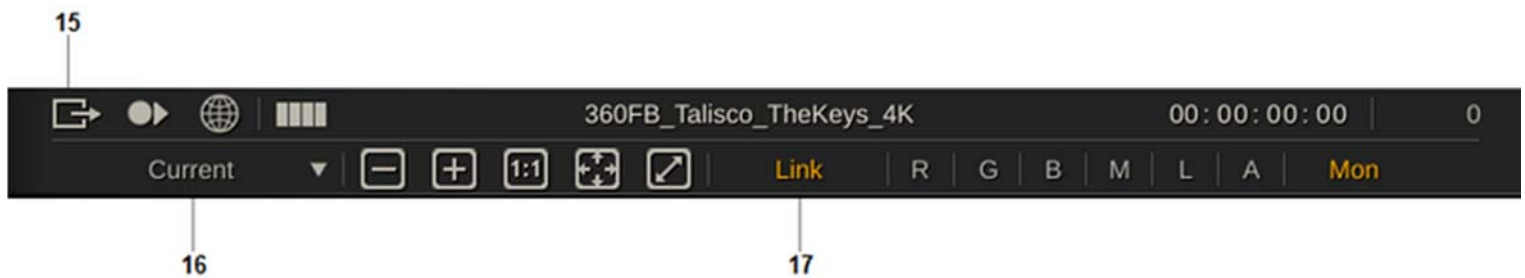 15
360FB_Talisco_TheKeys_4K 00:00:00:00 0
Current 1:1 Link R G B M L A Mon
16 17